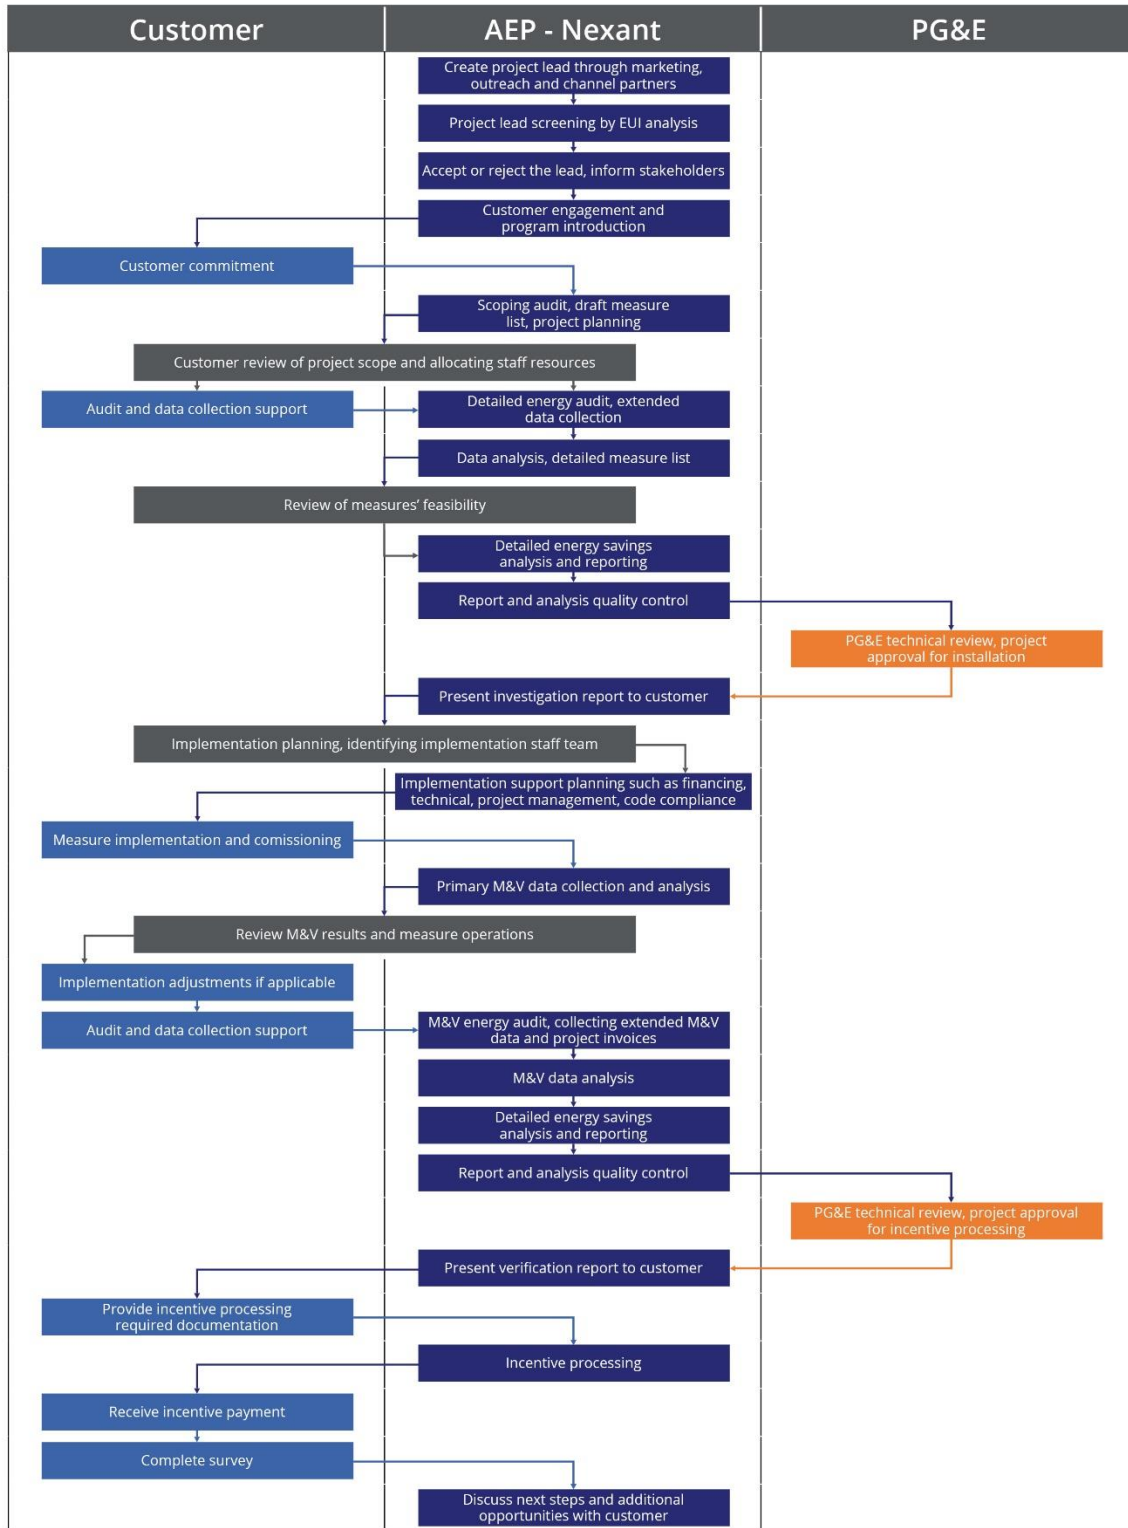 Customer
AEP - Nexant
PG&E
Create project lead through marketing,
outreach and channel partners
Project lead screening by EUI analysis
Accept or reject the lead, inform stakeholders
Customer engagement and
program introduction
Customer commitment
Scoping audit, draft measure
list, project planning
Customer review of project scope and allocating staff resources
Audit and data collection support
Detailed energy audit, extended
data collection
Data analysis, detailed measure list
Review of measures’ feasibility
Detailed energy savings
analysis and reporting
Report and analysis quality control
PG&E technical review, project
approval for installation
Present investigation report to customer
Implementation planning, identifying implementation staff team
Implementation support planning such as financing,
technical, project management, code compliance
Measure implementation and comissioning
Primary M&V data collection and analysis
Review M&V results and measure operations
Implementation adjustments if applicable
Audit and data collection support
M&V energy audit, collecting extended M&V
data and project invoices
M&V data analysis
Detailed energy savings
analysis and reporting
Report and analysis quality control
PG&E technical review, project approval
for incentive processing
Present verification report to customer
Provide incentive processing
required documentation
Incentive processing
Receive incentive payment
Complete survey
Discuss next steps and additional
opportunities with customer